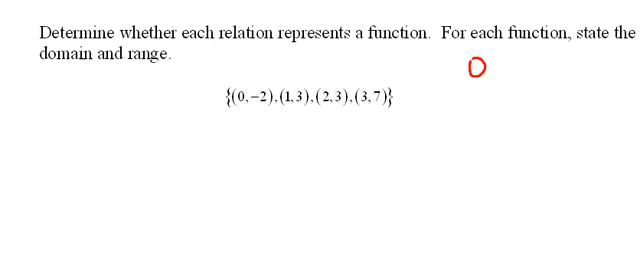 Determine whether each relation represents a function. For each function, state the
domain and range.
D
{(0,−2),(1,3),(2,3),(3,7)}